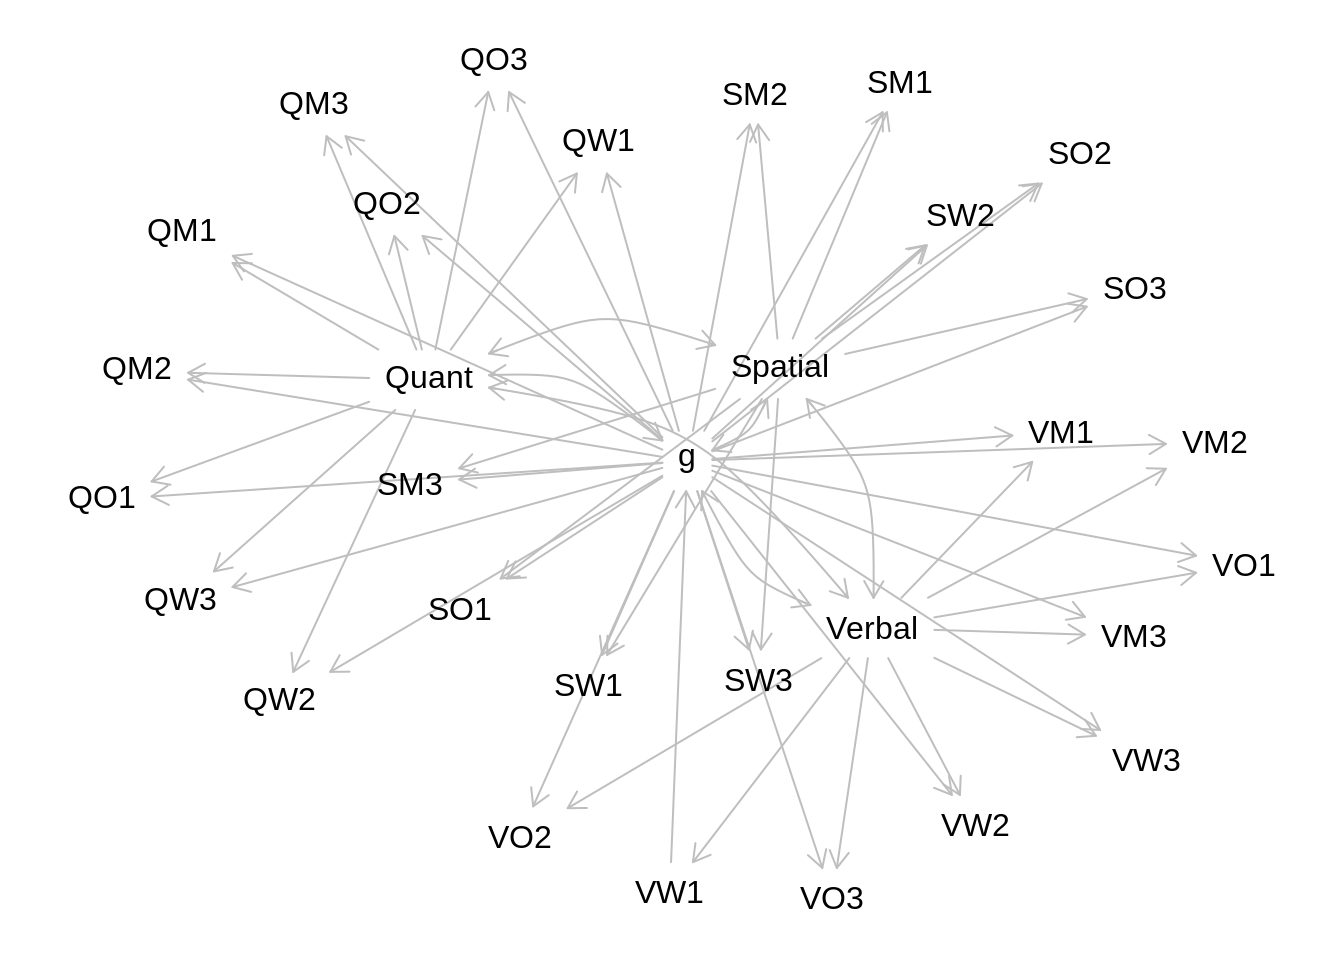 QO3
SM1
SM2
QM3
QW1
SO2
QO2
SW2
QM1
SO3
Spatial
QM2
Quant
VM1
VM2
g
SM3
QO1
VO1
QW3
SO1
Verbal
VM3
SW3
SW1
QW2
VW3
VW2
VO2
VW1
VO3